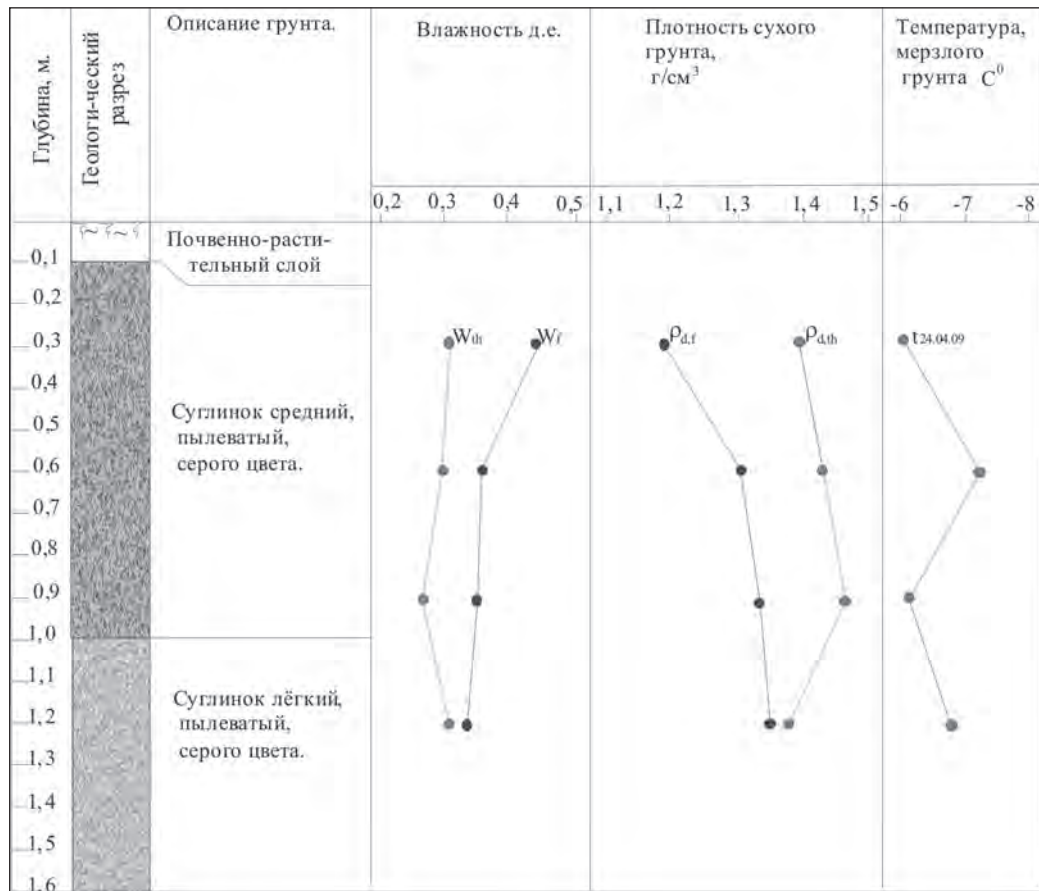 Глубина, м.
Геологи-ческий
разрез
Описание грунта.
Влажность д.е.
Плотность сухого
грунта,
г/см³
Температура,
мерзлого
грунта С⁰
0,2 0,3 0,4 0,5
1,1 1,2 1,3 1,4 1,5
-6 -7 -8
0,1
0,2
0,3
0,4
0,5
0,6
0,7
0,8
0,9
1,0
1,1
1,2
1,3
1,4
1,5
1,6
Почвенно-расти-
тельный слой
Суглинок средний,
пылеватый,
серого цвета.
Суглинок лёгкий,
пылеватый,
серого цвета.
Wth
Wf
ρd,f
ρd,th
t24.04.09